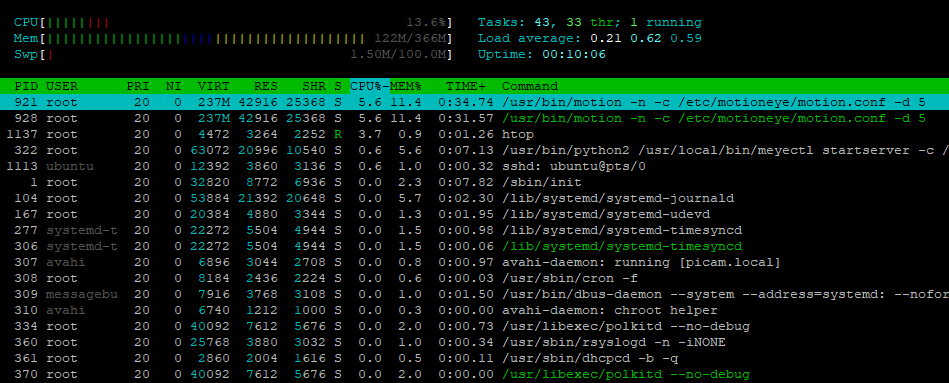 CPU[||||||||| 13.6%] Tasks: 43, 33 thr; 1 running
Mem[|||||||||||||||||||||||||||||||||||||||||| 122M/366M] Load average: 0.21 0.62 0.59
Swp[| 1.50M/100.0M] Uptime: 00:10:06
PID USER PRI NI VIRT RES SHR S CPU%-MEM% TIME+ Command
921 root 20 0 237M 42916 25368 S 5.6 11.4 0:34.74 /usr/bin/motion -n -c /etc/motioneye/motion.conf -d 5
928 root 20 0 237M 42916 25368 S 5.6 11.4 0:31.57 /usr/bin/motion -n -c /etc/motioneye/motion.conf -d 5
1137 root 20 0 4472 3264 2252 R 3.7 0.9 0:01.26 htop
322 root 20 0 63072 20996 10540 S 0.6 5.6 0:07.13 /usr/bin/python2 /usr/local/bin/meyectl startserver -c /
1113 ubuntu 20 0 12392 3860 3136 S 0.6 1.0 0:00.32 sshd: ubuntu@pts/0
1 root 20 0 32820 8772 6936 S 0.0 2.3 0:07.82 /sbin/init
104 root 20 0 53884 21392 20648 S 0.0 5.7 0:02.30 /lib/systemd/systemd-journald
167 root 20 0 20384 4880 3344 S 0.0 1.3 0:01.95 /lib/systemd/systemd-udevd
277 systemd-t 20 0 22272 5504 4944 S 0.0 1.5 0:00.98 /lib/systemd/systemd-timesyncd
306 systemd-t 20 0 22272 5504 4944 S 0.0 1.5 0:00.06 /lib/systemd/systemd-timesyncd
307 avahi 20 0 6896 3044 2708 S 0.0 0.8 0:00.97 avahi-daemon: running [picam.local]
308 root 20 0 8184 2436 2224 S 0.0 0.6 0:00.03 /usr/sbin/cron -f
309 messagebu 20 0 7916 3768 3108 S 0.0 1.0 0:01.50 /usr/bin/dbus-daemon --system --address=systemd: --nofor
310 avahi 20 0 6740 1212 1000 S 0.0 0.3 0:00.00 avahi-daemon: chroot helper
334 root 20 0 40092 7612 5676 S 0.0 2.0 0:00.73 /usr/libexec/polkitd --no-debug
360 root 20 0 25768 3880 3032 S 0.0 1.0 0:00.34 /usr/sbin/rsyslogd -n -iNONE
361 root 20 0 2860 2004 1616 S 0.0 0.5 0:00.11 /usr/sbin/dhcpcd -b -q
370 root 20 0 40092 7612 5676 S 0.0 2.0 0:00.00 /usr/libexec/polkitd --no-debug